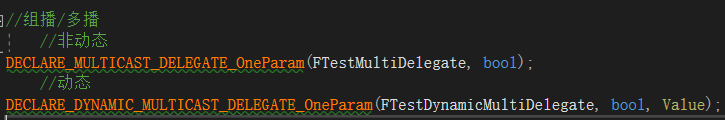 //组播/多播
//非动态
DECLARE_MULTICAST_DELEGATE_OneParam(FTestMultiDelegate, bool);
//动态
DECLARE_DYNAMIC_MULTICAST_DELEGATE_OneParam(FTestDynamicMultiDelegate, bool, Value);